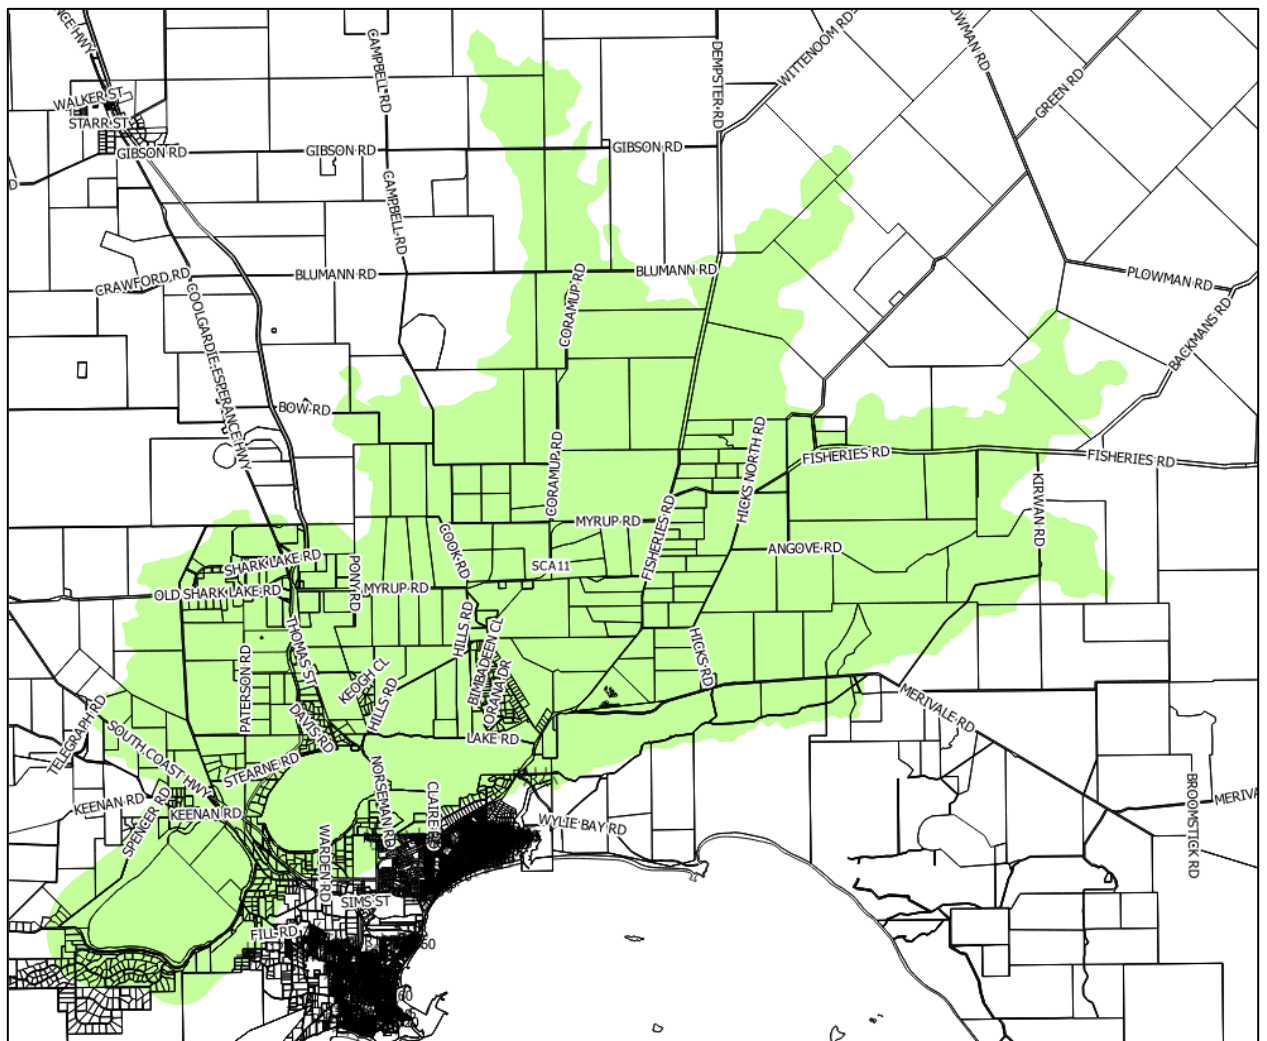 NCE HWY
CAMPBELL RD
DEMPSTER RD
WITTENOOM RD
OWMAN RD
GREEN RD
WALKER ST
STARR ST
GIBSON RD
GIBSON RD
GIBSON RD
D
CAMPBELL RD
CRAWFORD RD
BLUMANN RD
BLUMANN RD
PLOWMAN RD
COOLGARDIE-ESPERANCE HWY
CORAMUP RD
BACKMANS RD
BOW RD
CORAMUP RD
HICKS NORTH RD
FISHERIES RD
FISHERIES RD
KIRWAN RD
MYRUP RD
FISHERIES RD
COOK RD
ANGOVE RD
SHARK LAKE RD
SCA11
OLD SHARK LAKE RD
PONY RD
MYRUP RD
HILLS RD
BIMBADEEN CL
THOMAS ST
HICKS RD
PATERSON RD
KEOGH CL
HILLS RD
KORANA DR
MERIVALE RD
TELEGRAPH RD
DAVIS RD
SOUTH COAST HWY
LAKE RD
STEARNE RD
NORSEMAN RD
CLAIRE
BROOMSTICK RD
MERIVA
KEENAN RD
SPENCER RD
KEENAN RD
WYLIE BAY RD
WARDEN RD
SIMS ST
FILL RD
60